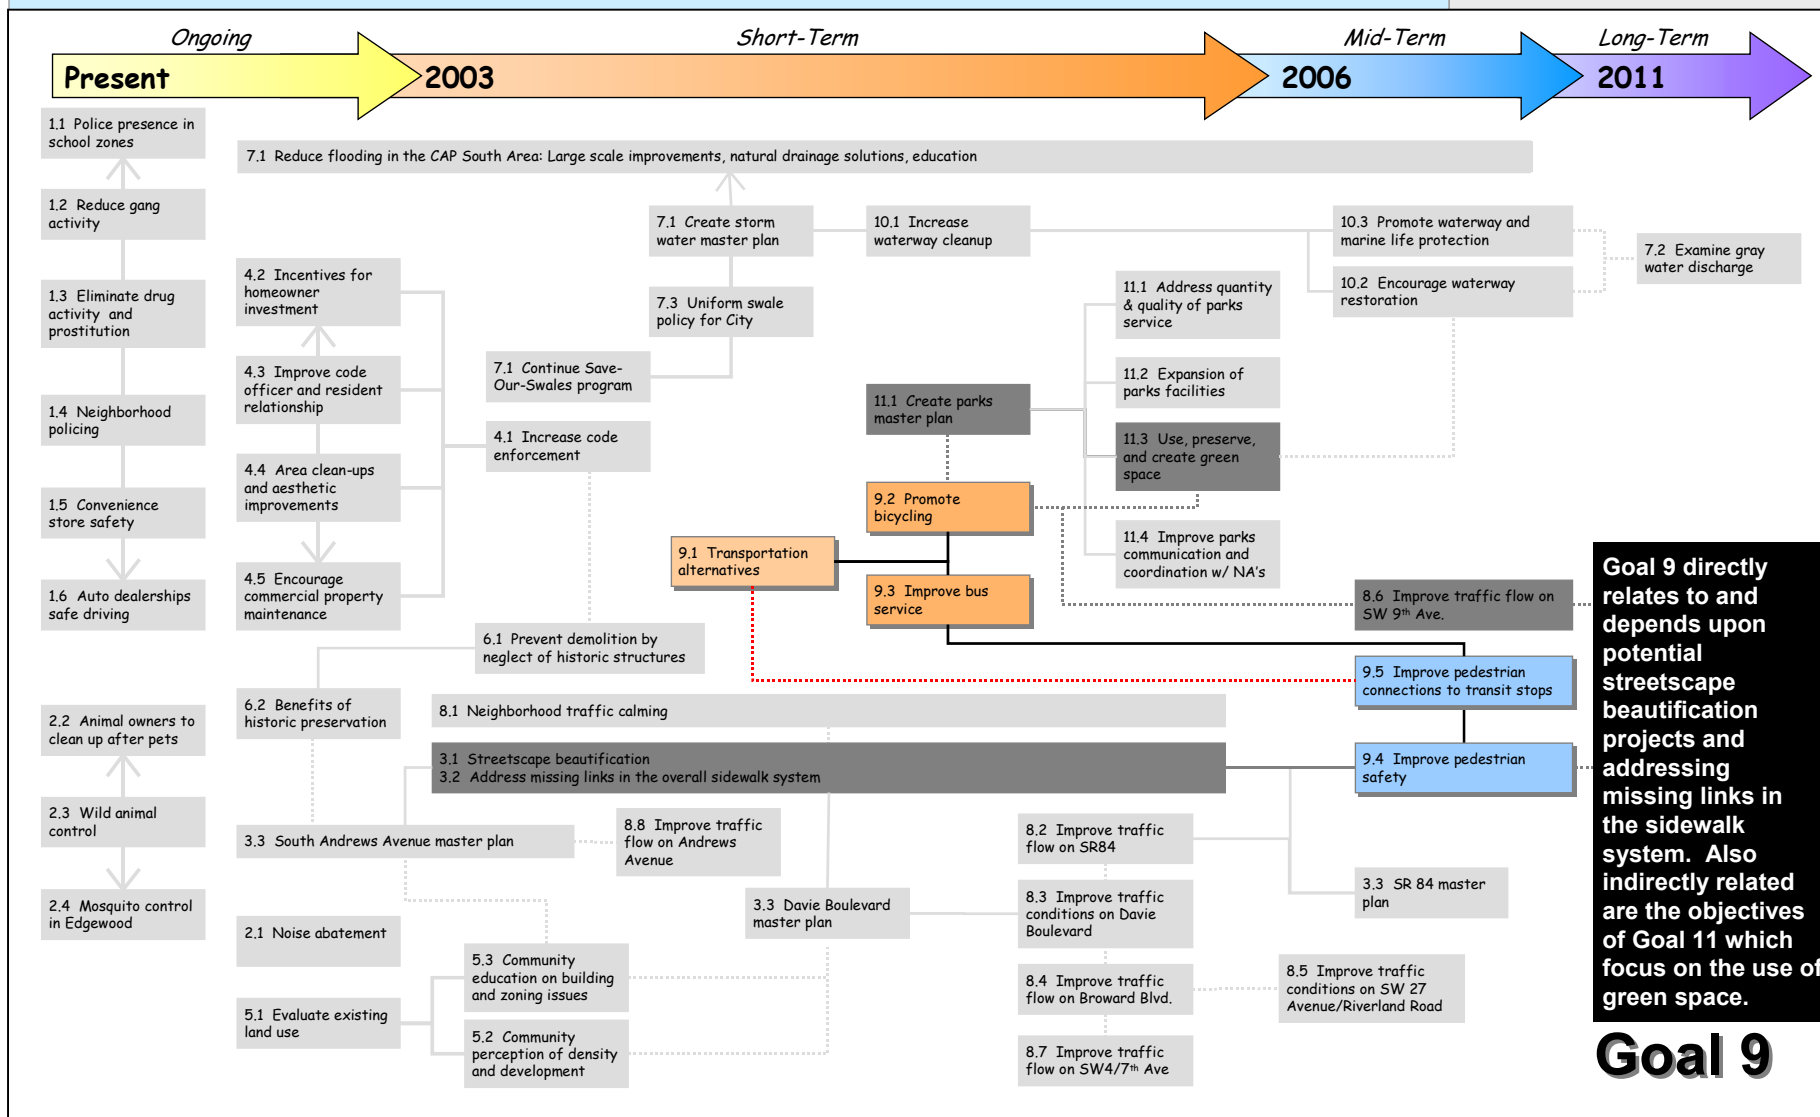 Ongoing
Short-Term
Mid-Term
Long-Term
Present
2003
2006
2011
1.1 Police presence in
school zones
7.1 Reduce flooding in the CAP South Area: Large scale improvements, natural drainage solutions, education
1.2 Reduce gang
activity
7.1 Create storm
water master plan
10.1 Increase
waterway cleanup
10.3 Promote waterway and
marine life protection
7.2 Examine gray
water discharge
4.2 Incentives for
homeowner
investment
10.2 Encourage waterway
restoration
1.3 Eliminate drug
activity and
prostitution
7.3 Uniform swale
policy for City
11.1 Address quantity
& quality of parks
service
4.3 Improve code
officer and resident
relationship
7.1 Continue Save-
Our-Swales program
11.2 Expansion of
parks facilities
1.4 Neighborhood
policing
11.1 Create parks
master plan
4.1 Increase code
enforcement
11.3 Use, preserve,
and create green
space
4.4 Area clean-ups
and aesthetic
improvements
1.5 Convenience
store safety
9.2 Promote
bicycling
11.4 Improve parks
communication and
coordination w/ NA's
9.1 Transportation
alternatives
4.5 Encourage
commercial property
maintenance
1.6 Auto dealerships
safe driving
9.3 Improve bus
service
8.6 Improve traffic flow on
SW 9th Ave.
6.1 Prevent demolition by
neglect of historic structures
9.5 Improve pedestrian
connections to transit stops
6.2 Benefits of
historic preservation
8.1 Neighborhood traffic calming
2.2 Animal owners to
clean up after pets
3.1 Streetscape beautification
3.2 Address missing links in the overall sidewalk system
9.4 Improve pedestrian
safety
2.3 Wild animal
control
3.3 South Andrews Avenue master plan
8.8 Improve traffic
flow on Andrews
Avenue
8.2 Improve traffic
flow on SR84
3.3 SR 84 master
plan
2.4 Mosquito control
in Edgewood
3.3 Davie Boulevard
master plan
8.3 Improve traffic
conditions on Davie
Boulevard
2.1 Noise abatement
5.3 Community
education on building
and zoning issues
8.4 Improve traffic
flow on Broward Blvd.
8.5 Improve traffic
conditions on SW 27
Avenue/Riverland Road
5.1 Evaluate existing
land use
5.2 Community
perception of density
and development
8.7 Improve traffic
flow on SW4/7th Ave
Goal 9 directly
relates to and
depends upon
potential
streetscape
beautification
projects and
addressing
missing links in
the sidewalk
system. Also
indirectly related
are the objectives
of Goal 11 which
focus on the use of
green space.
Goal 9